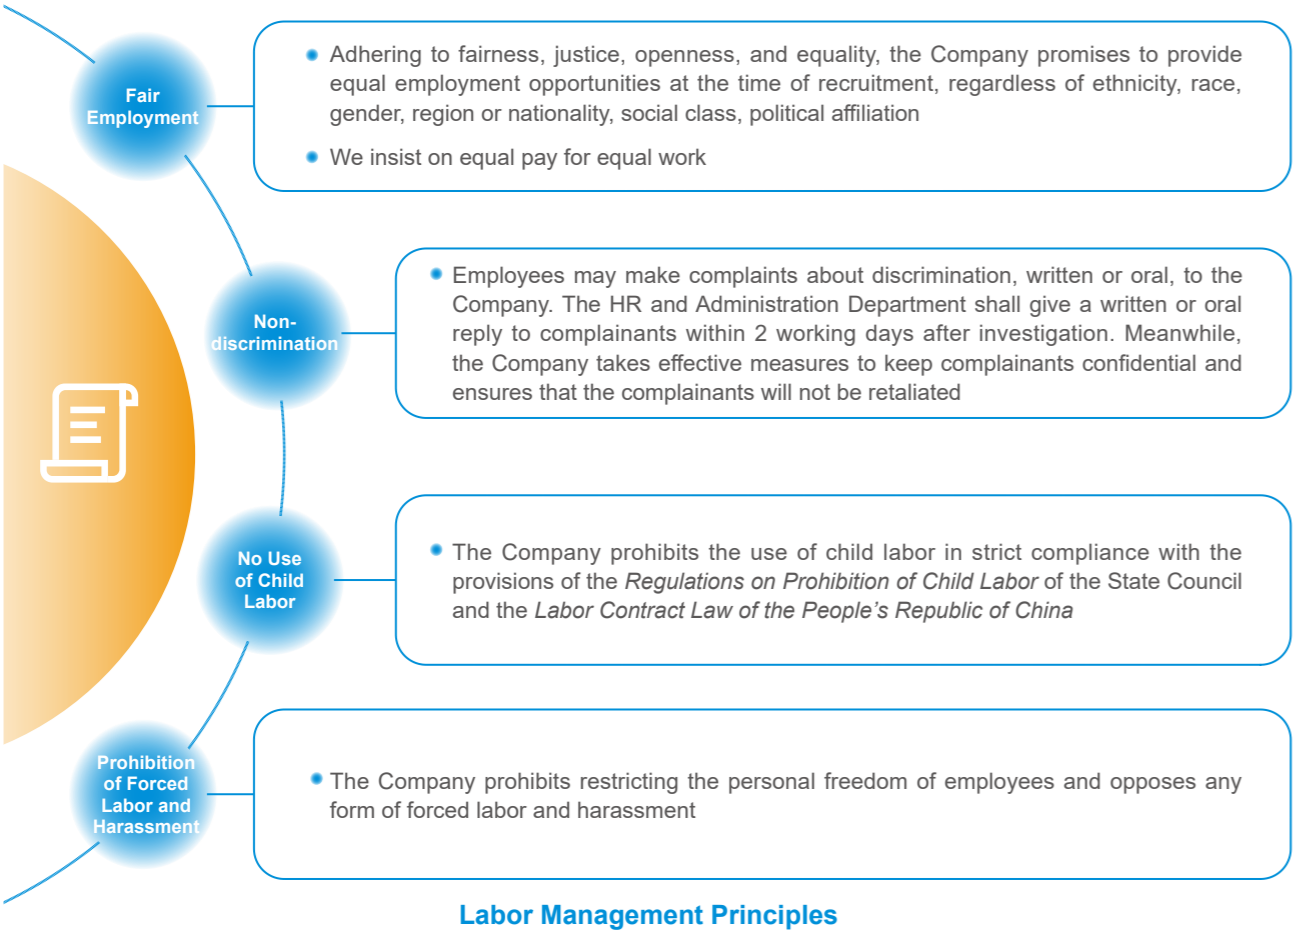 Fair
Employment
Adhering to fairness, justice, openness, and equality, the Company promises to provide
equal employment opportunities at the time of recruitment, regardless of ethnicity, race,
gender, region or nationality, social class, political affiliation
We insist on equal pay for equal work
Non-
discrimination
Employees may make complaints about discrimination, written or oral, to the
Company. The HR and Administration Department shall give a written or oral
reply to complainants within 2 working days after investigation. Meanwhile,
the Company takes effective measures to keep complainants confidential and
ensures that the complainants will not be retaliated
No Use
of Child
Labor
The Company prohibits the use of child labor in strict compliance with the
provisions of the Regulations on Prohibition of Child Labor of the State Council
and the Labor Contract Law of the People’s Republic of China
Prohibition
of Forced
Labor and
Harassment
The Company prohibits restricting the personal freedom of employees and opposes any
form of forced labor and harassment
Labor Management Principles